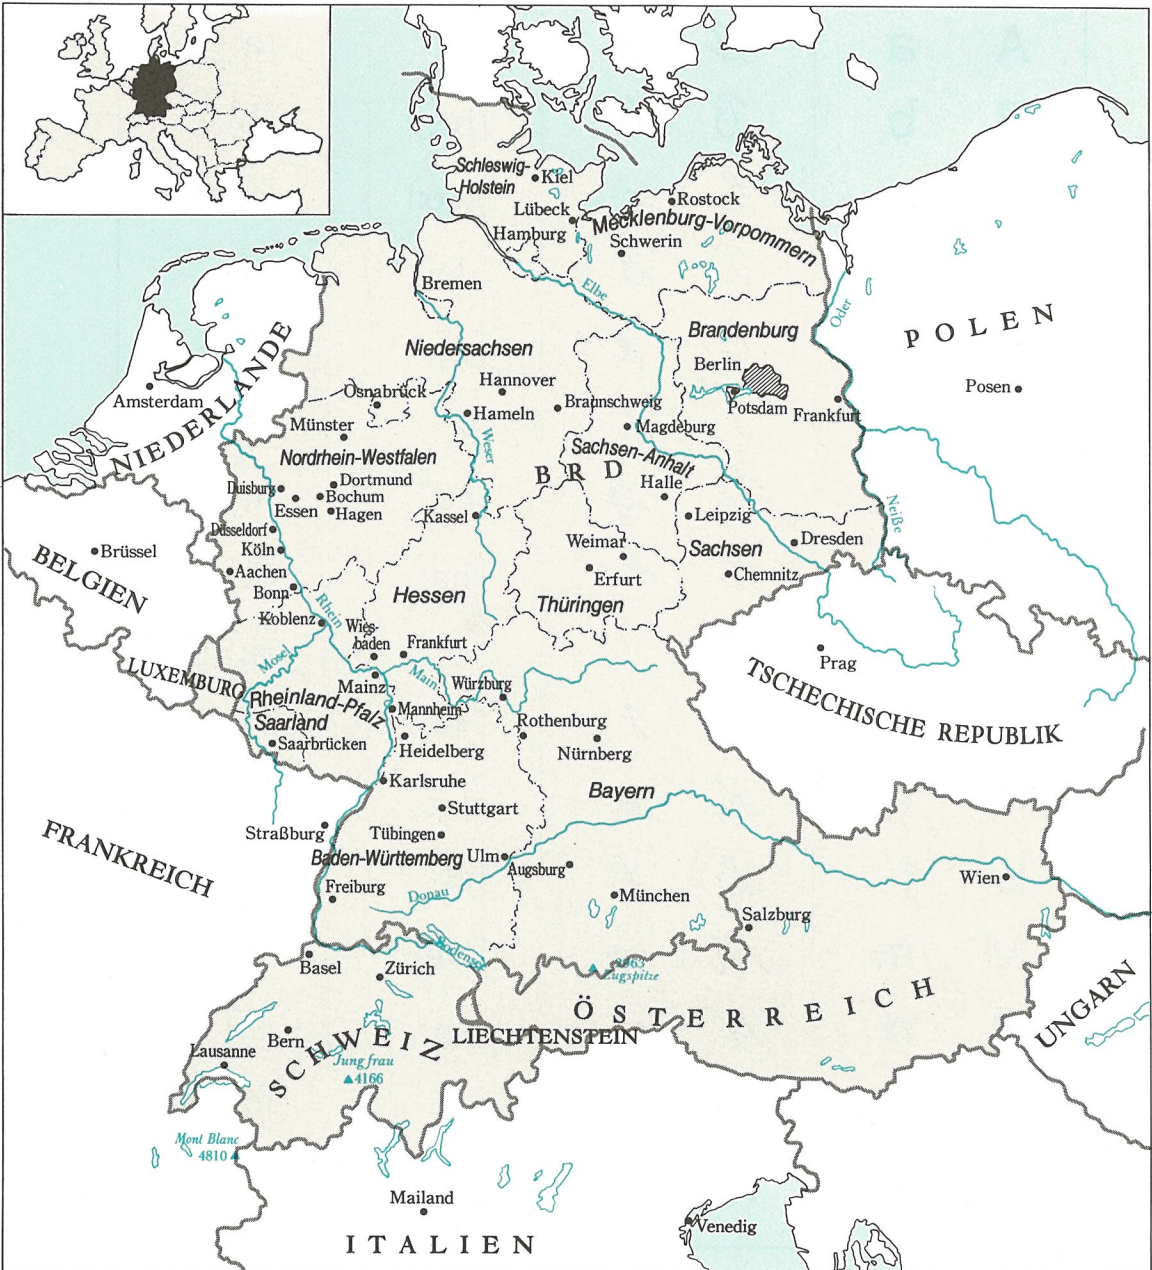 Schleswig-
Holstein
Kiel
Rostock
Lübeck
Mecklenburg-Vorpommern
Hamburg
Schwerin
Bremen
Elbe
Oder
POLEN
Brandenburg
Niedersachsen
Berlin
Amsterdam
NIEDERLANDE
Osnabrück
Hannover
Braunschweig
Potsdam
Frankfurt
Posen
Hameln
Münster
Magdeburg
Weser
Nordrhein-Westfalen
Sachsen-Anhalt
BRD
Duisburg
Dortmund
Bochum
Halle
Essen
Hagen
Kassel
Leipzig
Neiße
Düsseldorf
Köln
Weimar
Sachsen
Dresden
Brüssel
BELGIEN
Aachen
Erfurt
Chemnitz
Bonn
Hessen
Thüringen
Rhein
Koblenz
Wies-
baden
Frankfurt
Prag
Mosel
LUXEMBURG
Mainz
Main
Würzburg
TSCHECHISCHE REPUBLIK
Rheinland-Pfalz
Mannheim
Saarland
Rothenburg
Saarbrücken
Heidelberg
Nürnberg
Karlsruhe
Bayern
Stuttgart
FRANKREICH
Straßburg
Tübingen
Baden-Württemberg
Ulm
Augsburg
Wien
Freiburg
Donau
München
Salzburg
Bodensee
Basel
Zürich
2963
Zugspitze
ÖSTERREICH
UNGARN
LIECHTENSTEIN
Bern
SCHWEIZ
Lausanne
Jungfrau
4166
Mont Blanc
4810
Mailand
Venedig
ITALIEN